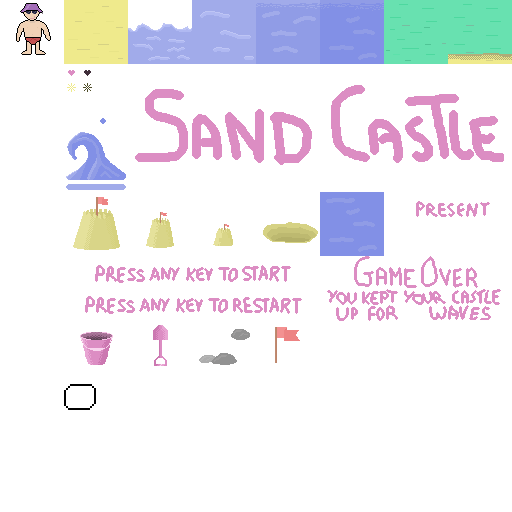 SAND CASTLE
PRESENT
PRESS ANY KEY TO START
GAME OVER
YOU KEPT YOUR CASTLE
UP FOR WAVES
PRESS ANY KEY TO RESTART